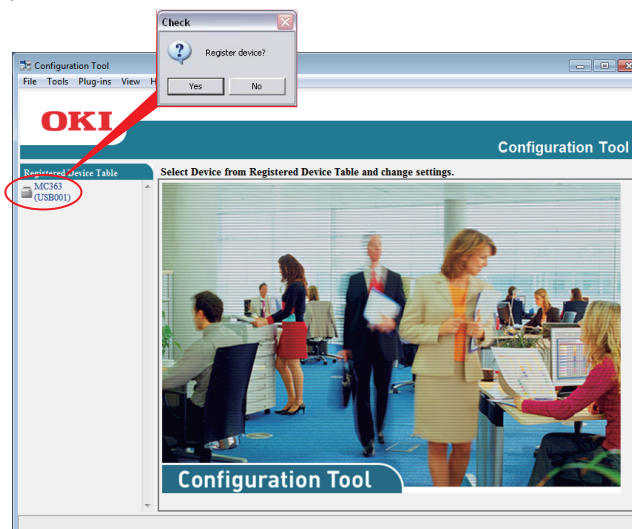 Check
Register device?
Yes No
Configuration Tool
File Tools Plug-ins View H
OKI
Configuration Tool
Registered Device Table
Select Device from Registered Device Table and change settings.
MC363
(USB001)
Configuration Tool